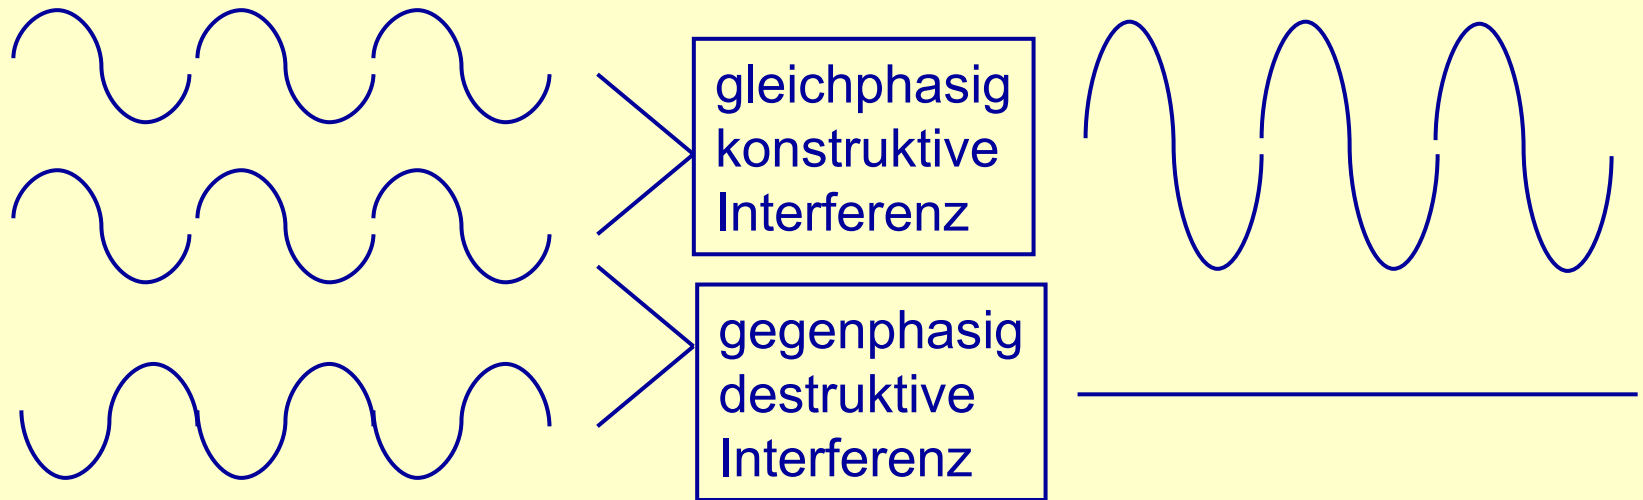 gleichphasig
konstruktive
Interferenz
gegenphasig
destruktive
Interferenz